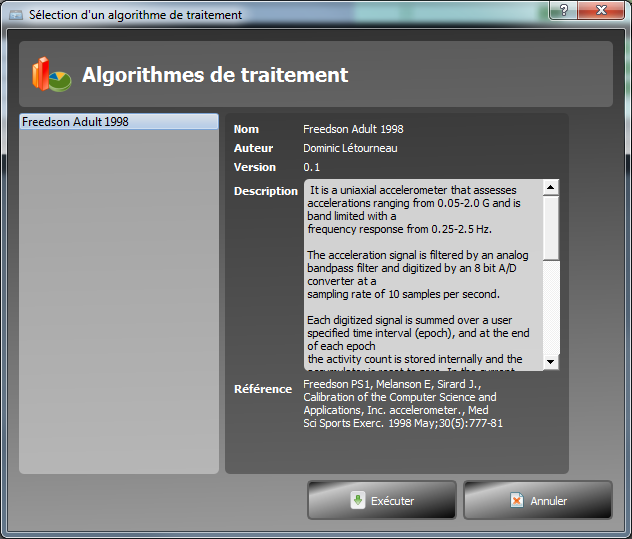 Sélection d'un algorithme de traitement
Algorithmes de traitement
Freedson Adult 1998
Nom Freedson Adult 1998
Auteur Dominic Létourneau
Version 0.1
Description It is a uniaxial accelerometer that assesses
accelerations ranging from 0.05-2.0 G and is
band limited with a
frequency response from 0.25-2.5 Hz.
The acceleration signal is filtered by an analog
bandpass filter and digitized by an 8 bit A/D
converter at a
sampling rate of 10 samples per second.
Each digitized signal is summed over a user
specified time interval (epoch), and at the end
of each epoch
the activity count is stored internally and the
Référence Freedson PS1, Melanson E, Sirard J.,
Calibration of the Computer Science and
Applications, Inc. accelerometer., Med
Sci Sports Exerc. 1998 May;30(5):777-81
Exécuter
Annuler